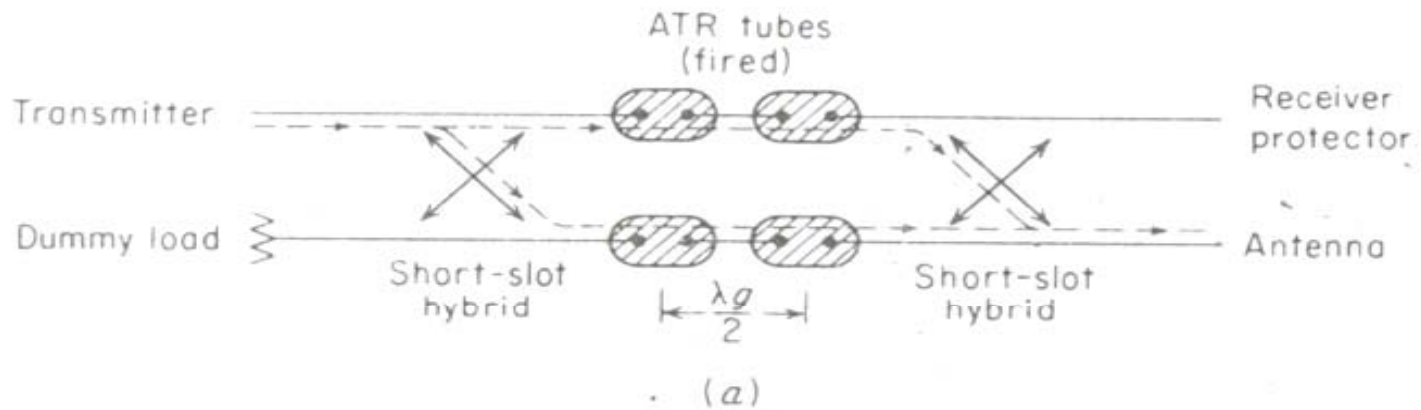 ATR tubes
(fired)
Transmitter
Receiver
protector
Dummy load
Antenna
Short-slot
hybrid
λg
2
Short-slot
hybrid
(a)